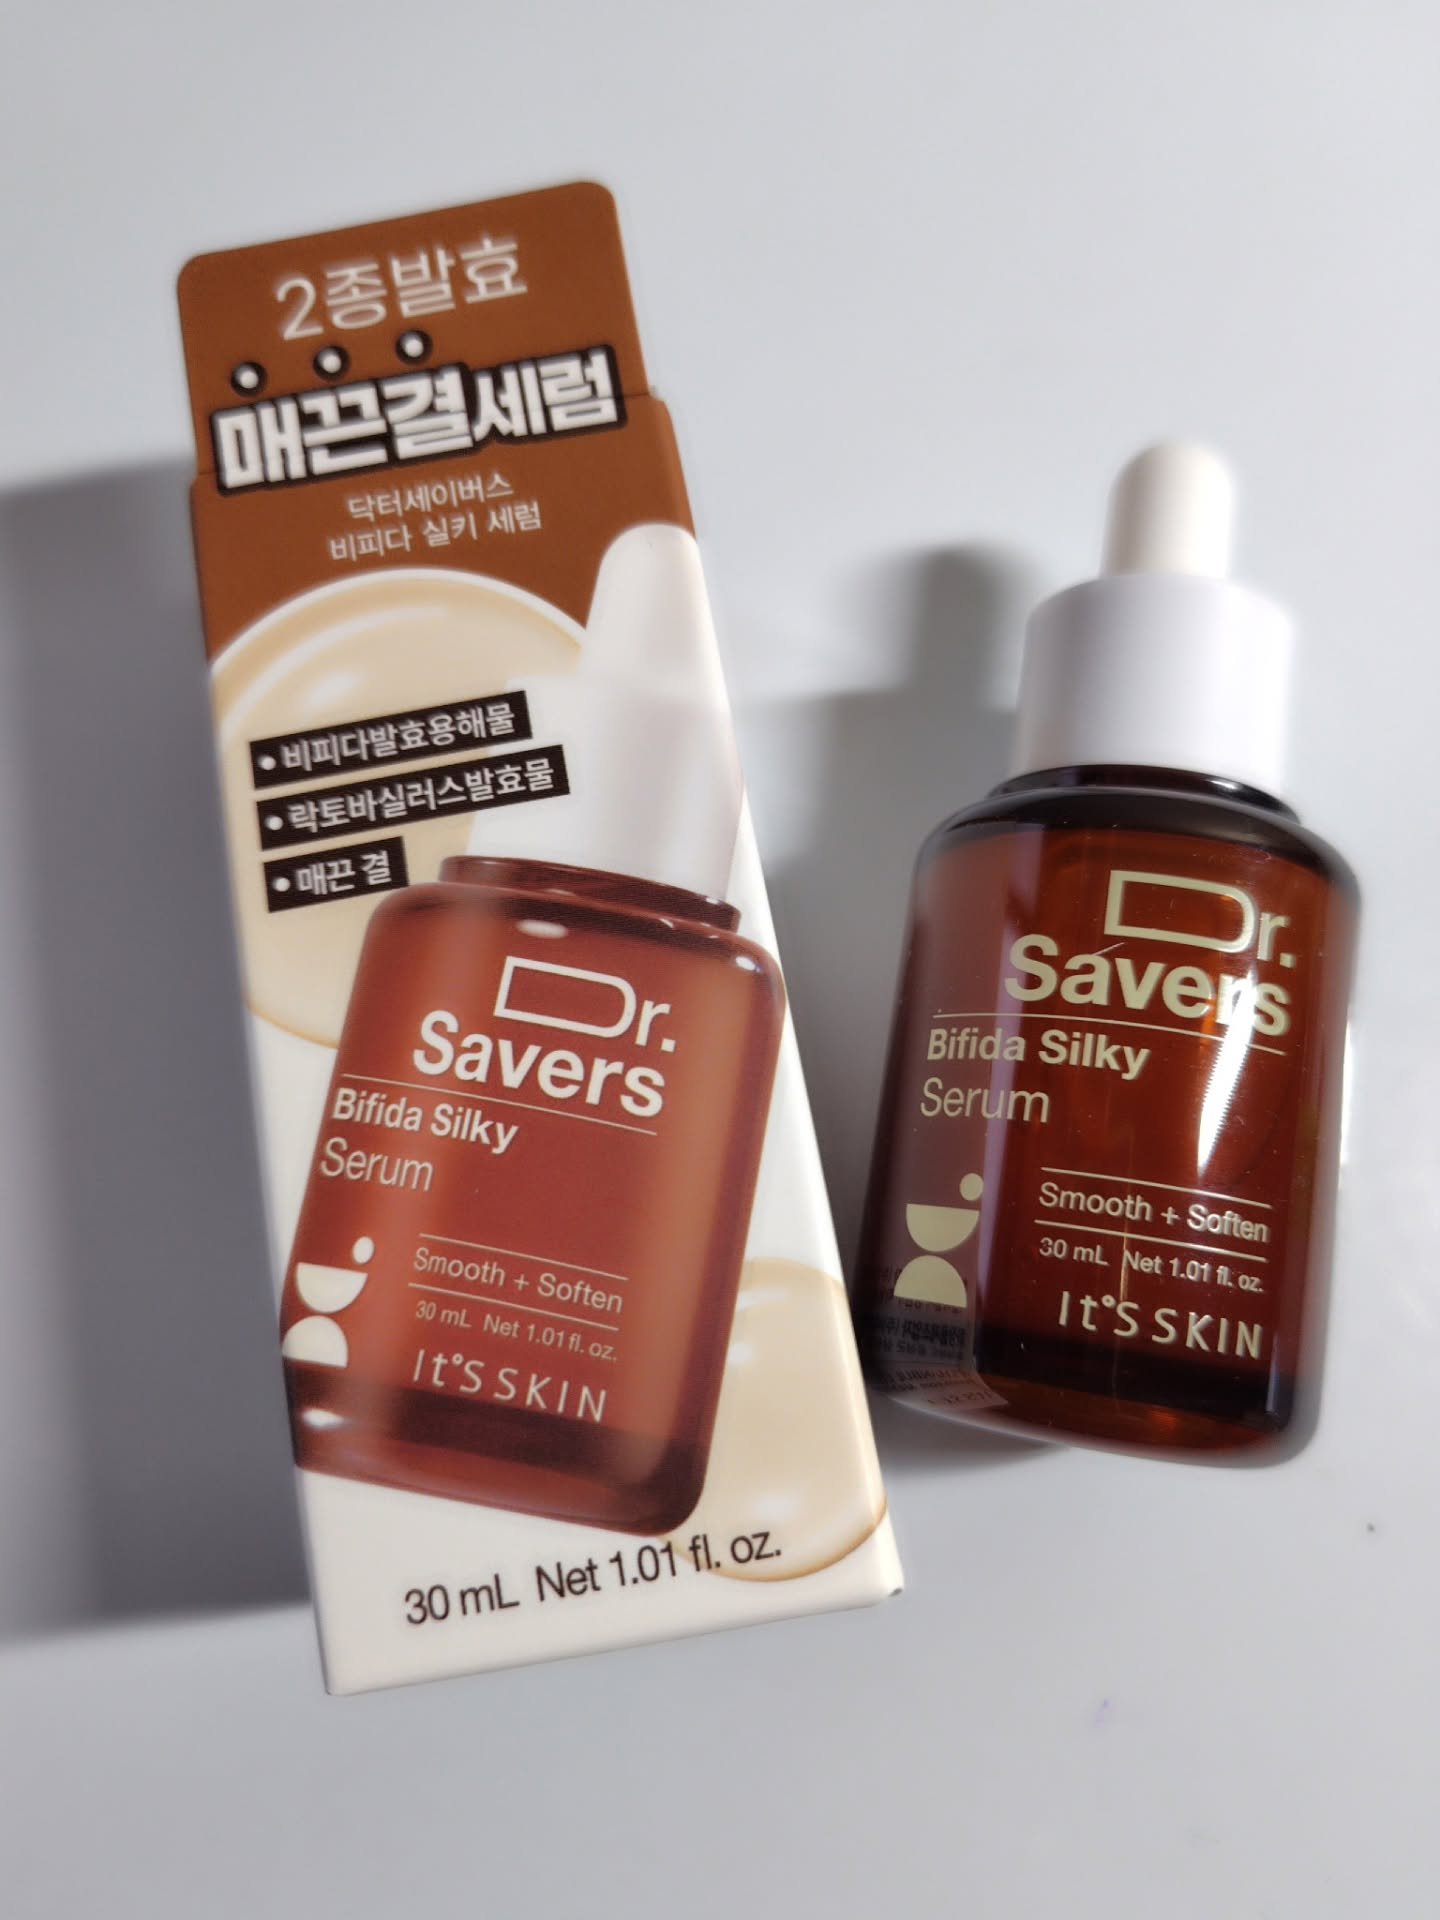 2종발효
매끈결세럼
닥터세이버스
비피다 실키 세럼
• 비피다발효용해물
• 락토바실러스발효물
• 매끈 결
Dr.
Savers
Bifida Silky
Serum
Smooth + Soften
30 mL Net 1.01 fl. oz.
It'S SKIN
30 mL Net 1.01 fl. oz.
Dr.
Savers
Bifida Silky
Serum
Smooth + Soften
30 mL Net 1.01 fl. oz.
It'S SKIN